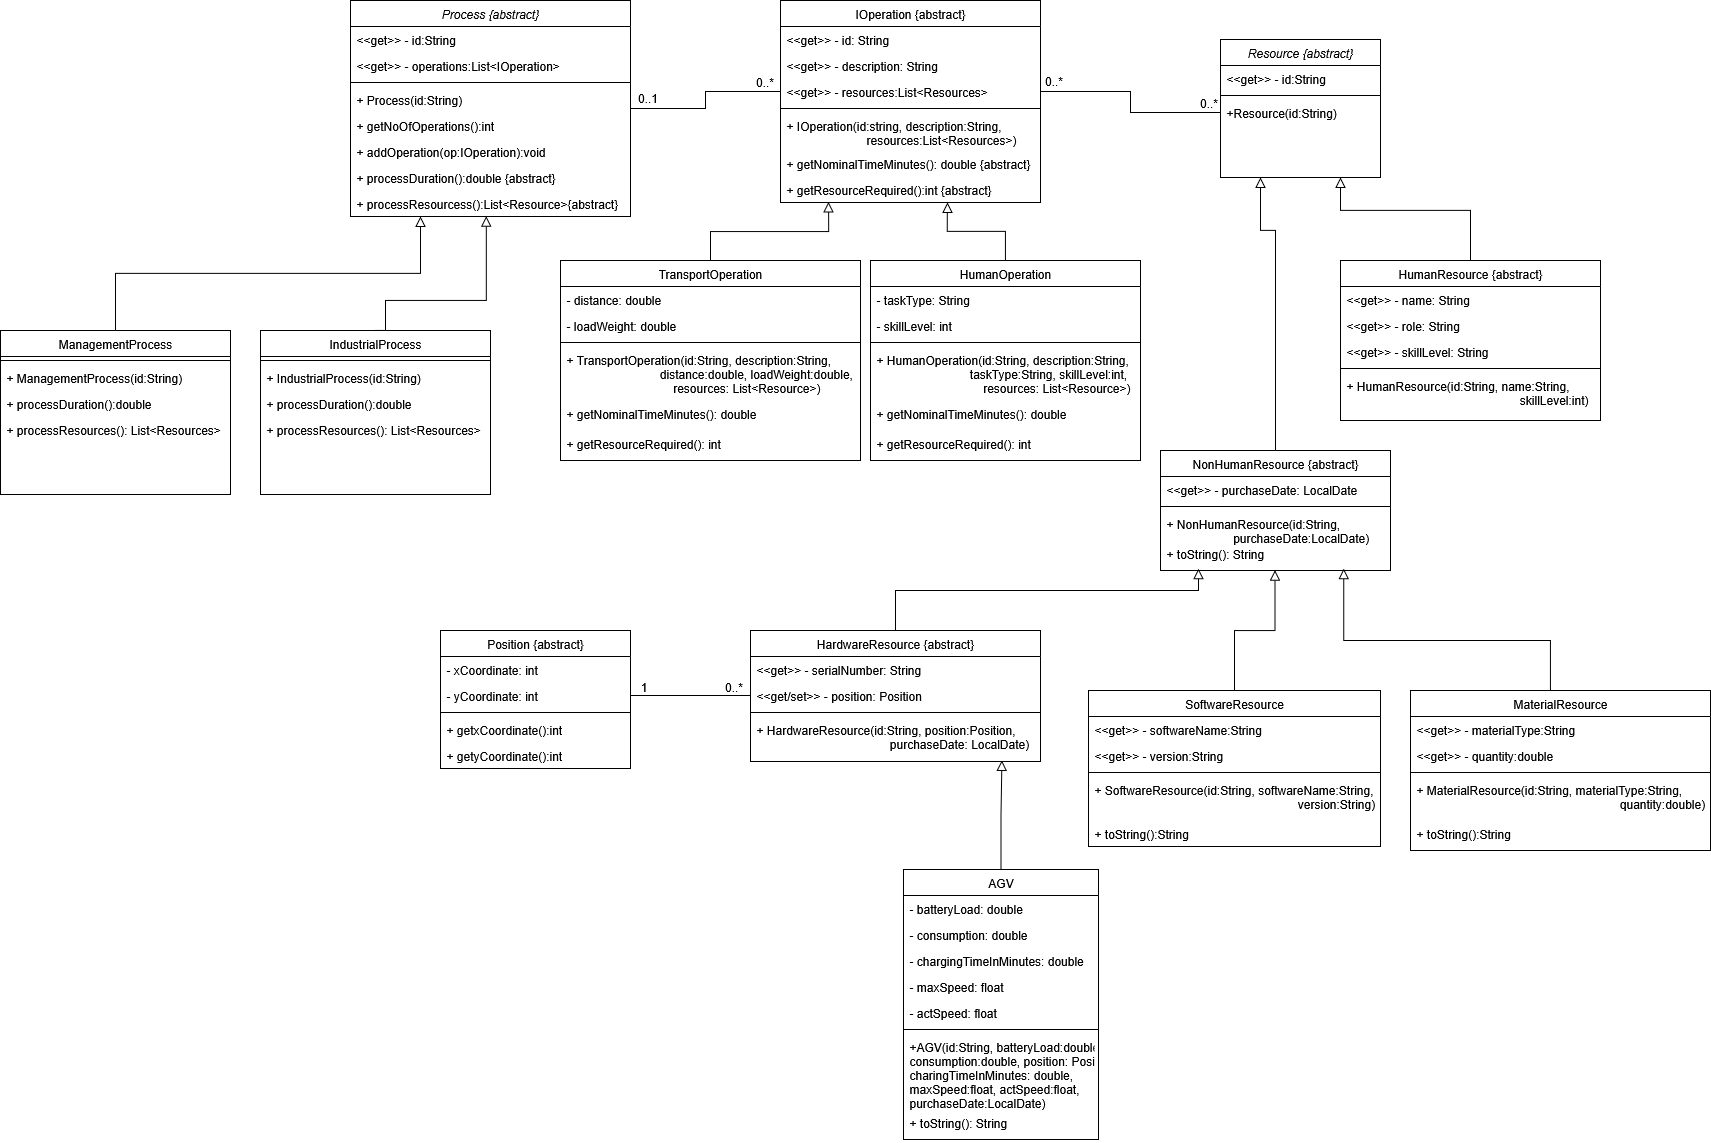 Process {abstract}
<<get>> - id:String
<<get>> - operations:List<IOperation>
+ Process(id:String)
+ getNoOfOperations():int
+ addOperation(op:IOperation):void
+ processDuration():double {abstract}
+ processResourcess():List<Resource>{abstract}
0..1
0..*
IOperation {abstract}
<<get>> - id: String
<<get>> - description: String
<<get>> - resources:List<Resources>
+ IOperation(id:string, description:String,
resources:List<Resources>)
+ getNominalTimeMinutes(): double {abstract}
+ getResourceRequired():int {abstract}
0..*
0..*
Resource {abstract}
<<get>> - id:String
+Resource(id:String)
ManagementProcess
+ ManagementProcess(id:String)
+ processDuration():double
+ processResources(): List<Resources>
IndustrialProcess
+ IndustrialProcess(id:String)
+ processDuration():double
+ processResources(): List<Resources>
TransportOperation
- distance: double
- loadWeight: double
+ TransportOperation(id:String, description:String,
distance:double, loadWeight:double,
resources: List<Resource>)
+ getNominalTimeMinutes(): double
+ getResourceRequired(): int
HumanOperation
- taskType: String
- skillLevel: int
+ HumanOperation(id:String, description:String,
taskType:String, skillLevel:int,
resources: List<Resource>)
+ getNominalTimeMinutes(): double
+ getResourceRequired(): int
HumanResource {abstract}
<<get>> - name: String
<<get>> - role: String
<<get>> - skillLevel: String
+ HumanResource(id:String, name:String,
skillLevel:int)
NonHumanResource {abstract}
<<get>> - purchaseDate: LocalDate
+ NonHumanResource(id:String,
purchaseDate:LocalDate)
+ toString(): String
Position {abstract}
- xCoordinate: int
- yCoordinate: int
+ getxCoordinate():int
+ getyCoordinate():int
1
0..*
HardwareResource {abstract}
<<get>> - serialNumber: String
<<get/set>> - position: Position
+ HardwareResource(id:String, position:Position,
purchaseDate: LocalDate)
SoftwareResource
<<get>> - softwareName:String
<<get>> - version:String
+ SoftwareResource(id:String, softwareName:String,
version:String)
+ toString():String
MaterialResource
<<get>> - materialType:String
<<get>> - quantity:double
+ MaterialResource(id:String, materialType:String,
quantity:double)
+ toString():String
AGV
- batteryLoad: double
- consumption: double
- chargingTimeInMinutes: double
- maxSpeed: float
- actSpeed: float
+AGV(id:String, batteryLoad:double
consumption:double, position: Posi
charingTimeInMinutes: double,
maxSpeed:float, actSpeed:float,
purchaseDate:LocalDate)
+ toString(): String